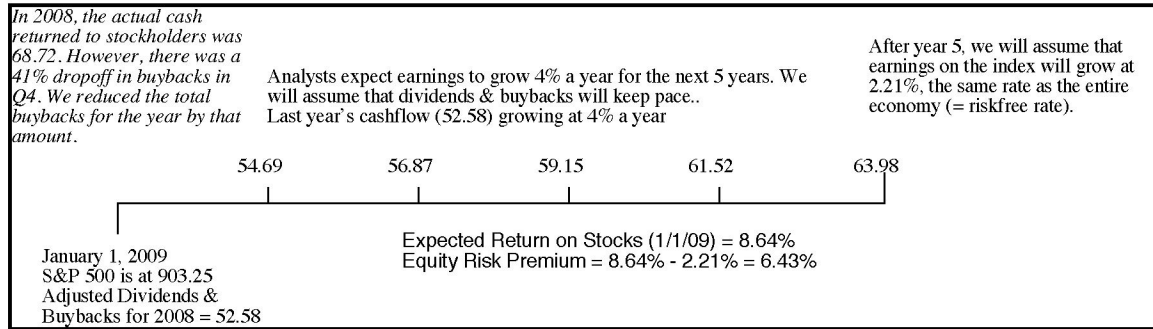 In 2008, the actual cash
returned to stockholders was
68.72. However, there was a
41% dropoff in buybacks in
Q4. We reduced the total
buybacks for the year by that
amount.
Analysts expect earnings to grow 4% a year for the next 5 years. We
will assume that dividends & buybacks will keep pace..
Last year's cashflow (52.58) growing at 4% a year
After year 5, we will assume that
earnings on the index will grow at
2.21%, the same rate as the entire
economy (= riskfree rate).
54.69 56.87 59.15 61.52 63.98
January 1, 2009
S&P 500 is at 903.25
Adjusted Dividends &
Buybacks for 2008 = 52.58
Expected Return on Stocks (1/1/09) = 8.64%
Equity Risk Premium = 8.64% - 2.21% = 6.43%